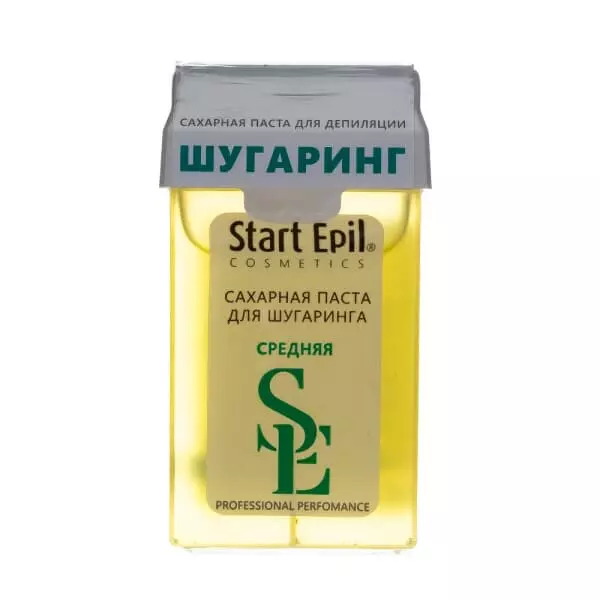 САХАРНАЯ ПАСТА ДЛЯ ДЕПИЛЯЦИИ
ШУГАРИНГ
Start Epil®
COSMETICS
САХАРНАЯ ПАСТА
ДЛЯ ШУГАРИНГА
СРЕДНЯЯ
SE
PROFESSIONAL PERFOMANCE